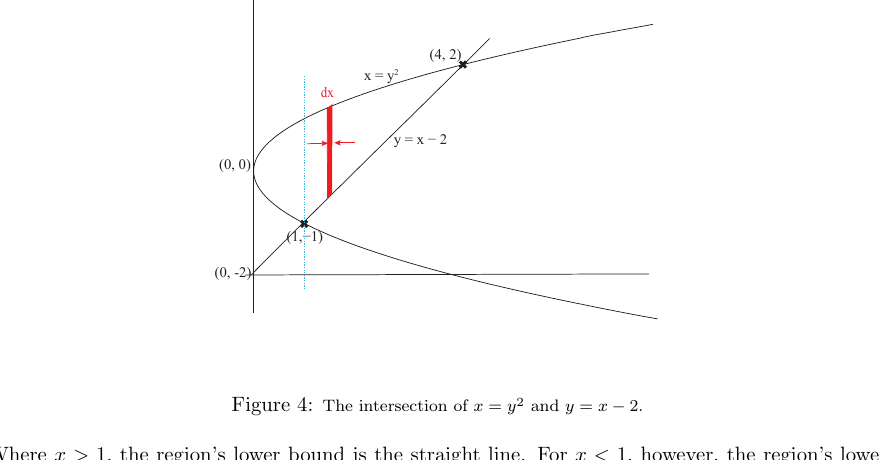 (4, 2)
x = y²
dx
y = x − 2
(0, 0)
(1,−1)
(0, -2)
Figure 4: The intersection of x = y² and y = x − 2.
Where x > 1, the region's lower bound is the straight line. For x < 1, however, the region's lowe